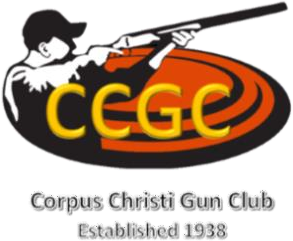 CCGC
Corpus Christi Gun Club
Established 1938